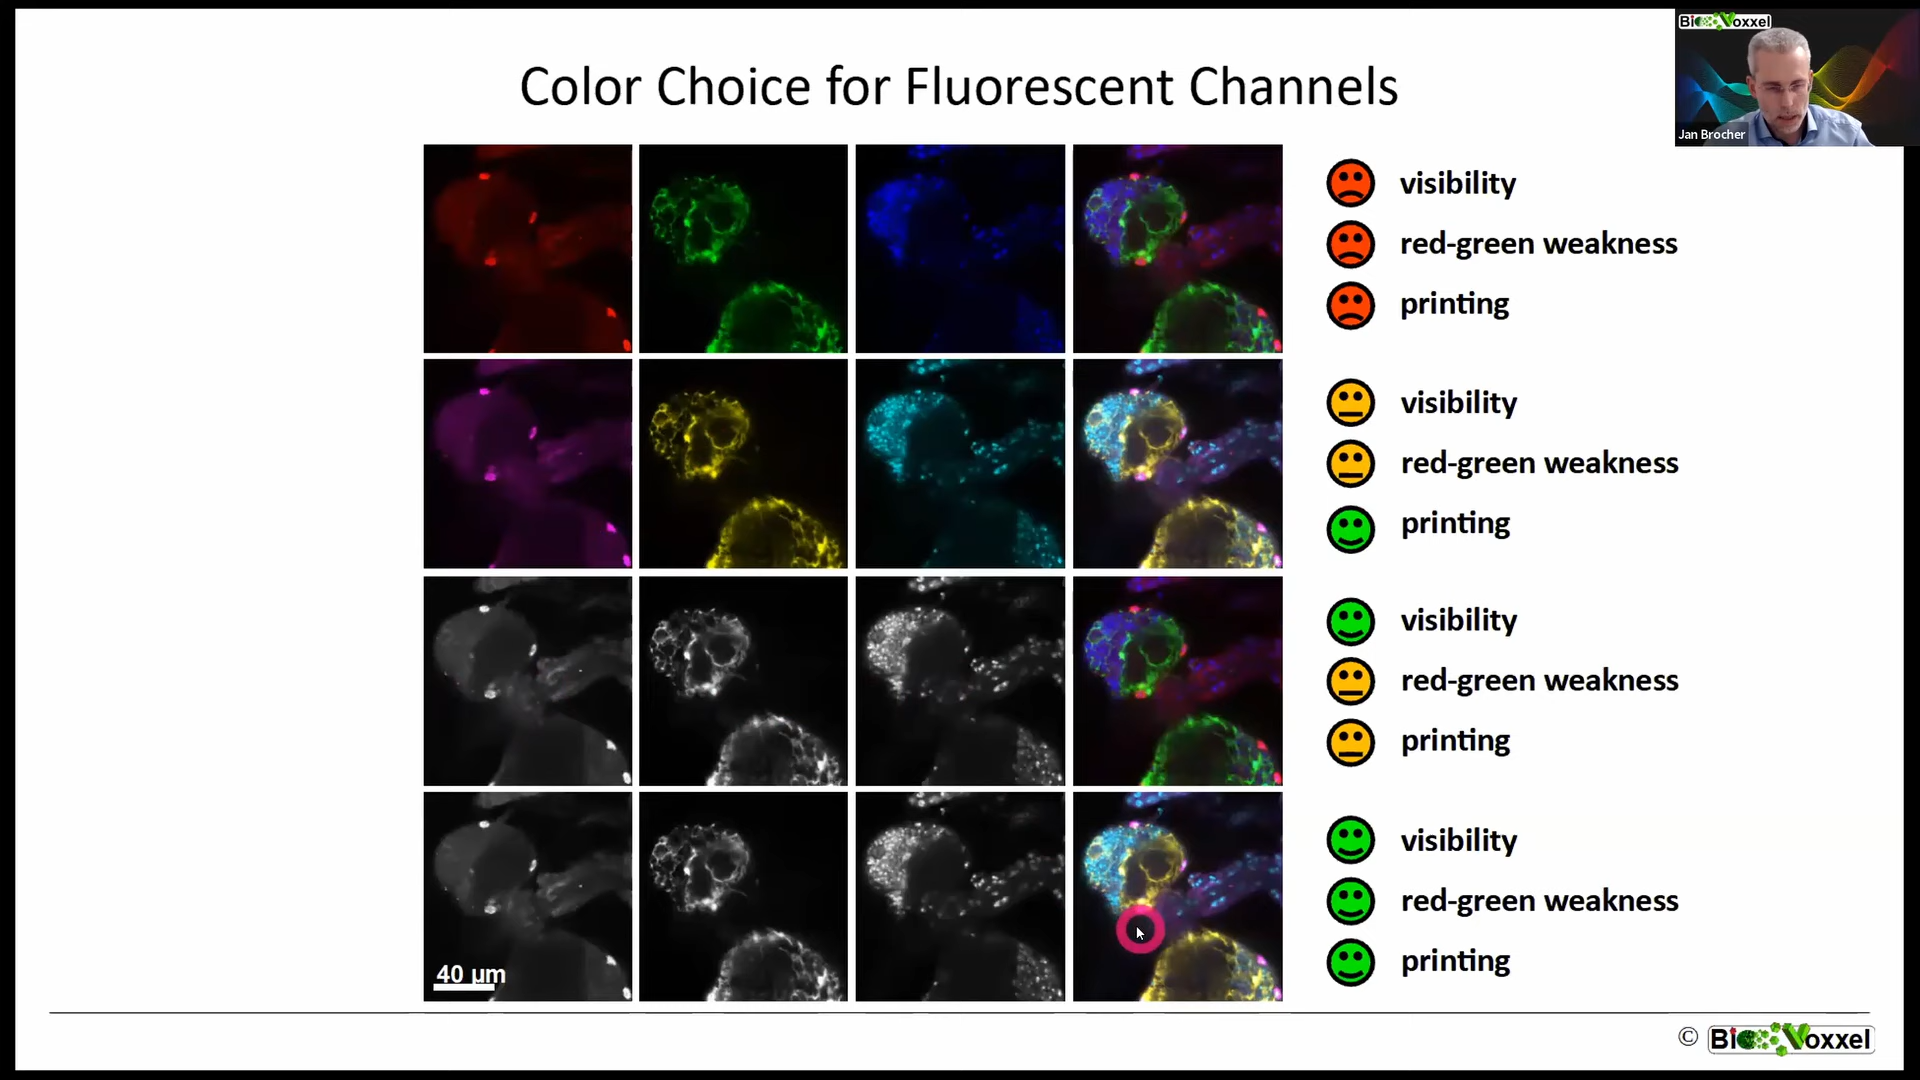 BioVoxxel
Jan Brocher
Color Choice for Fluorescent Channels
visibility
red-green weakness
printing
visibility
red-green weakness
printing
visibility
red-green weakness
printing
visibility
red-green weakness
printing
40 µm
© BioVoxxel